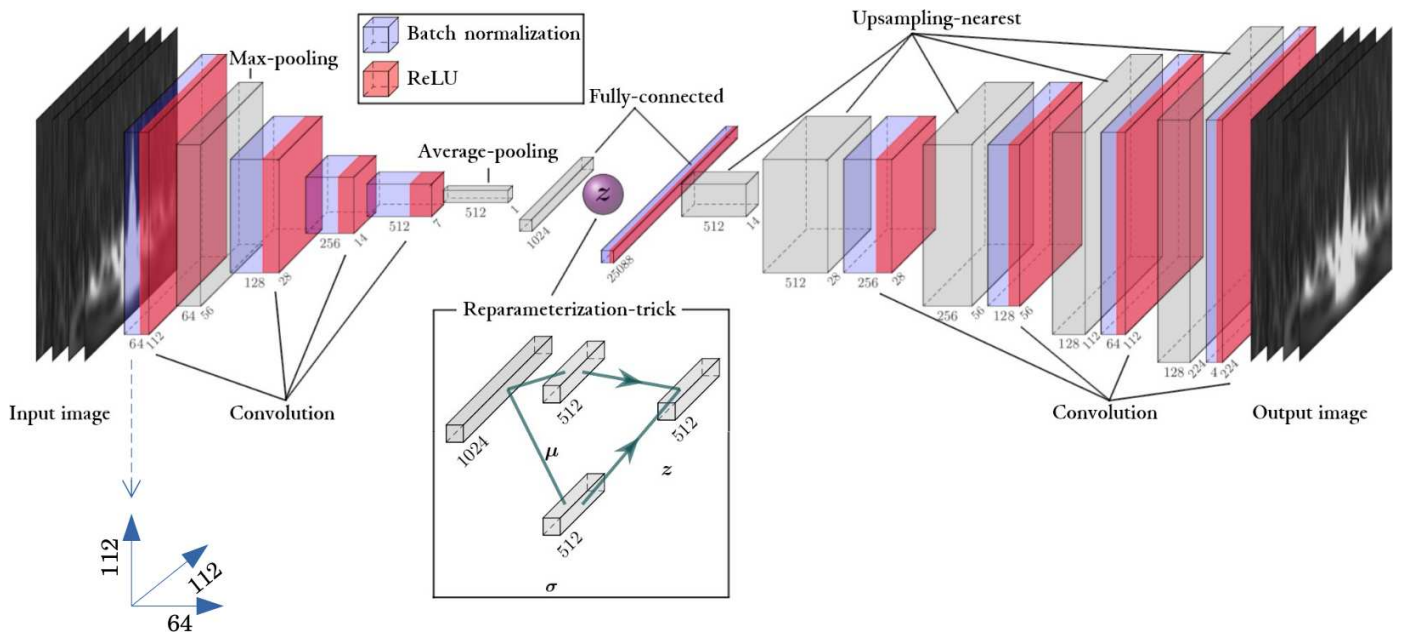 Upsampling-nearest
Batch normalization
Max-pooling
ReLU
Fully-connected
Average-pooling
z
512
1
1024
25088
512
14
512
28
256
28
256
56
128
56
128
112
64
112
128
224
4
224
64
112
64
56
128
28
256
14
512
7
Reparameterization-trick
Input image
Convolution
Convolution
Output image
1024
512
512
μ
z
512
σ
112
112
64